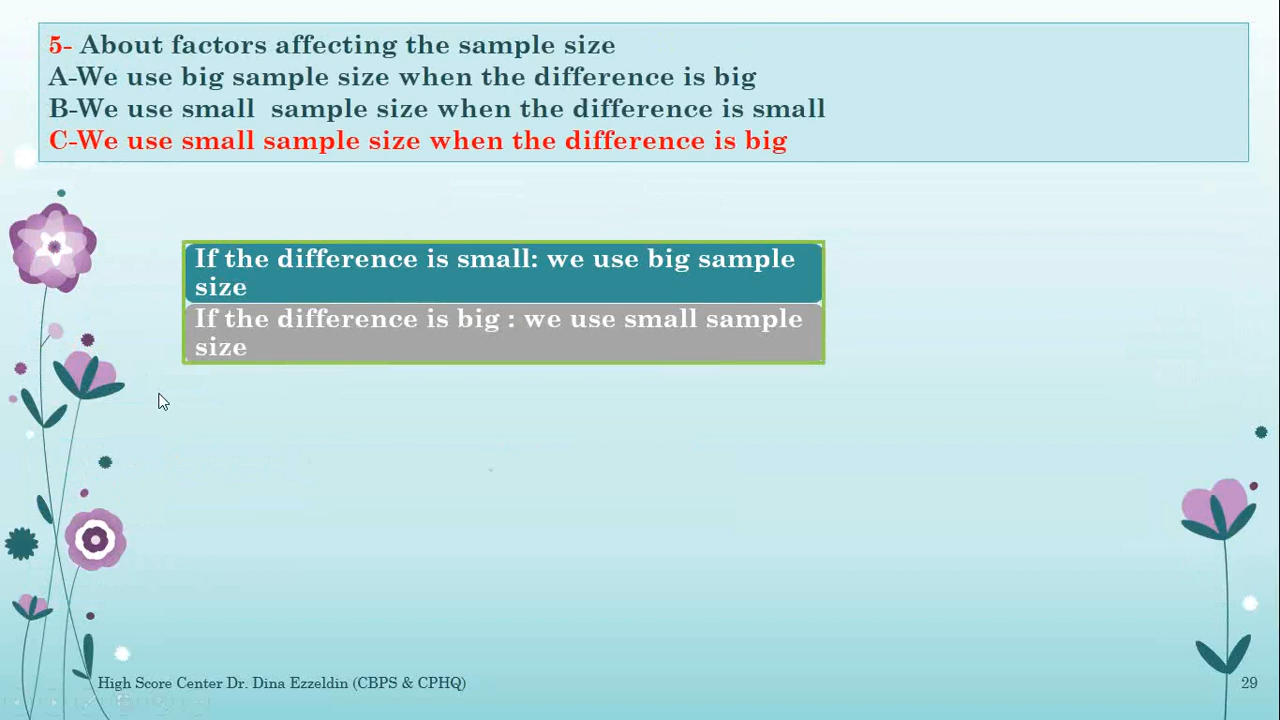 5- About factors affecting the sample size
A-We use big sample size when the difference is big
B-We use small  sample size when the difference is small
C-We use small sample size when the difference is big
If the difference is small: we use big sample
size
If the difference is big : we use small sample
size
High Score Center Dr. Dina Ezzeldin (CBPS & CPHQ)
29